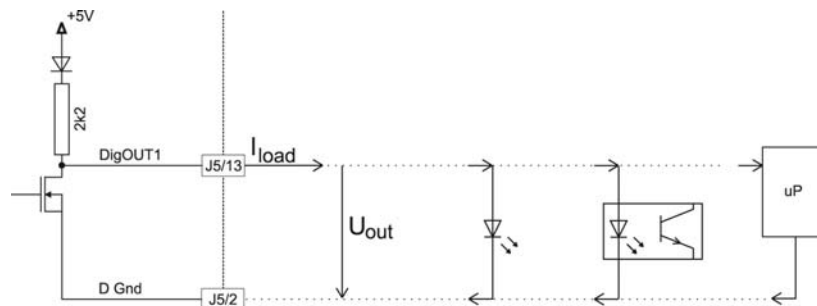 +5V
2k2
DigOUT1
J5/13
Iload
uP
Uout
D Gnd
J5/2